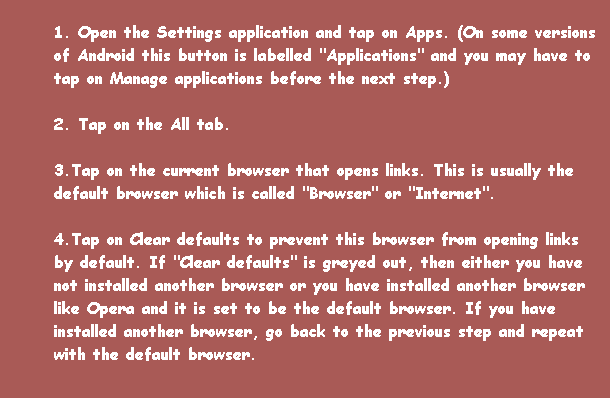 1. Open the Settings application and tap on Apps. (On some versions
of Android this button is labelled "Applications" and you may have to
tap on Manage applications before the next step.)
2. Tap on the All tab.
3.Tap on the current browser that opens links. This is usually the
default browser which is called "Browser" or "Internet".
4.Tap on Clear defaults to prevent this browser from opening links
by default. If "Clear defaults" is greyed out, then either you have
not installed another browser or you have installed another browser
like Opera and it is set to be the default browser. If you have
installed another browser, go back to the previous step and repeat
with the default browser.